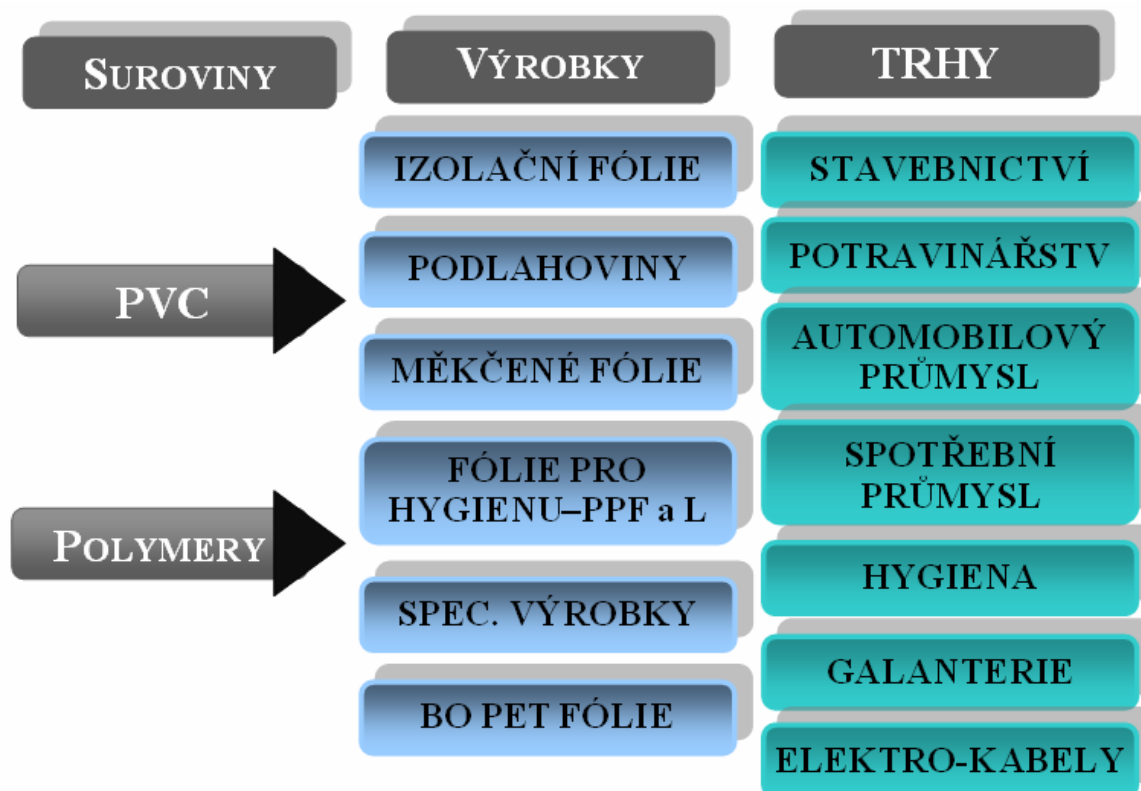 SUROVINY
PVC
POLYMERY
VÝROBKY
IZOLAČNÍ FÓLIE
PODLAHOVINY
MĚKČENÉ FÓLIE
FÓLIE PRO
HYGIENU–PPF a L
SPEC. VÝROBKY
BO PET FÓLIE
TRHY
STAVEBNICTVÍ
POTRAVINÁŘSTV
AUTOMOBILOVÝ
PRŮMYSL
SPOTŘEBNÍ
PRŮMYSL
HYGIENA
GALANTERIE
ELEKTRO-KABELY